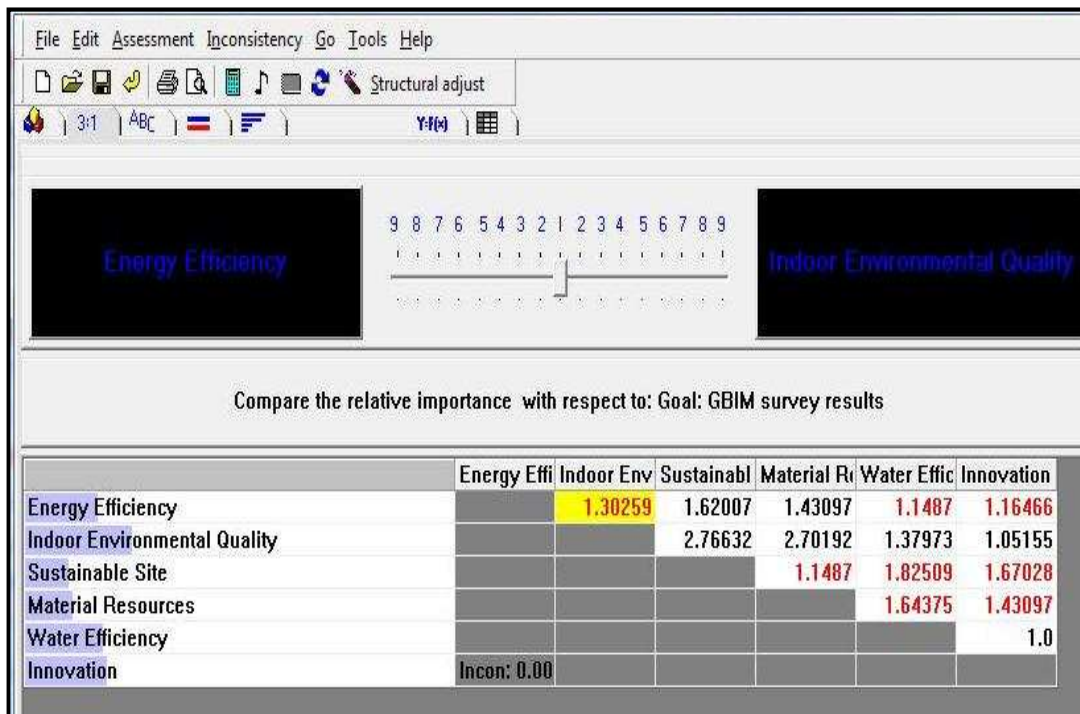 File Edit Assessment Inconsistency Go Tools Help
Structural adjust
3:1 ABC Y=F(x)
9 8 7 6 5 4 3 2 1 2 3 4 5 6 7 8 9
Energy Efficiency Indoor Environmental Quality
Compare the relative importance with respect to: Goal: GBIM survey results
Energy Effi Indoor Env Sustainabl Material Re Water Effic Innovation
Energy Efficiency 1.30259 1.62007 1.43097 1.1487 1.16466
Indoor Environmental Quality 2.76632 2.70192 1.37973 1.05155
Sustainable Site 1.1487 1.82509 1.67028
Material Resources 1.64375 1.43097
Water Efficiency 1.0
Innovation Incon: 0.00